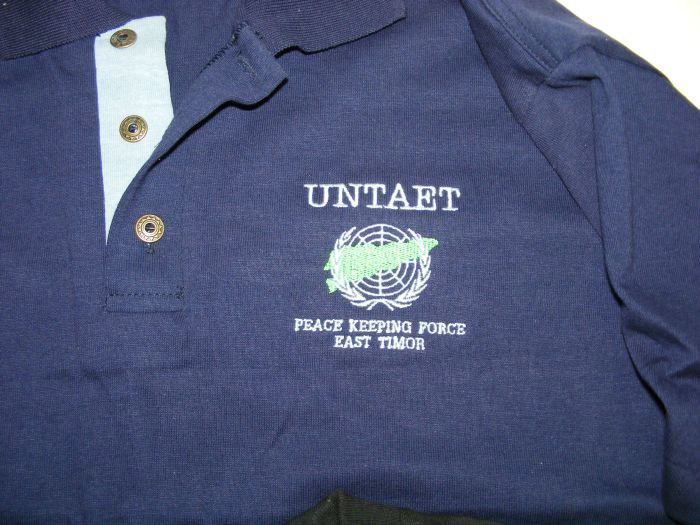 UNTAET
PEACE KEEPING FORCE
EAST TIMOR